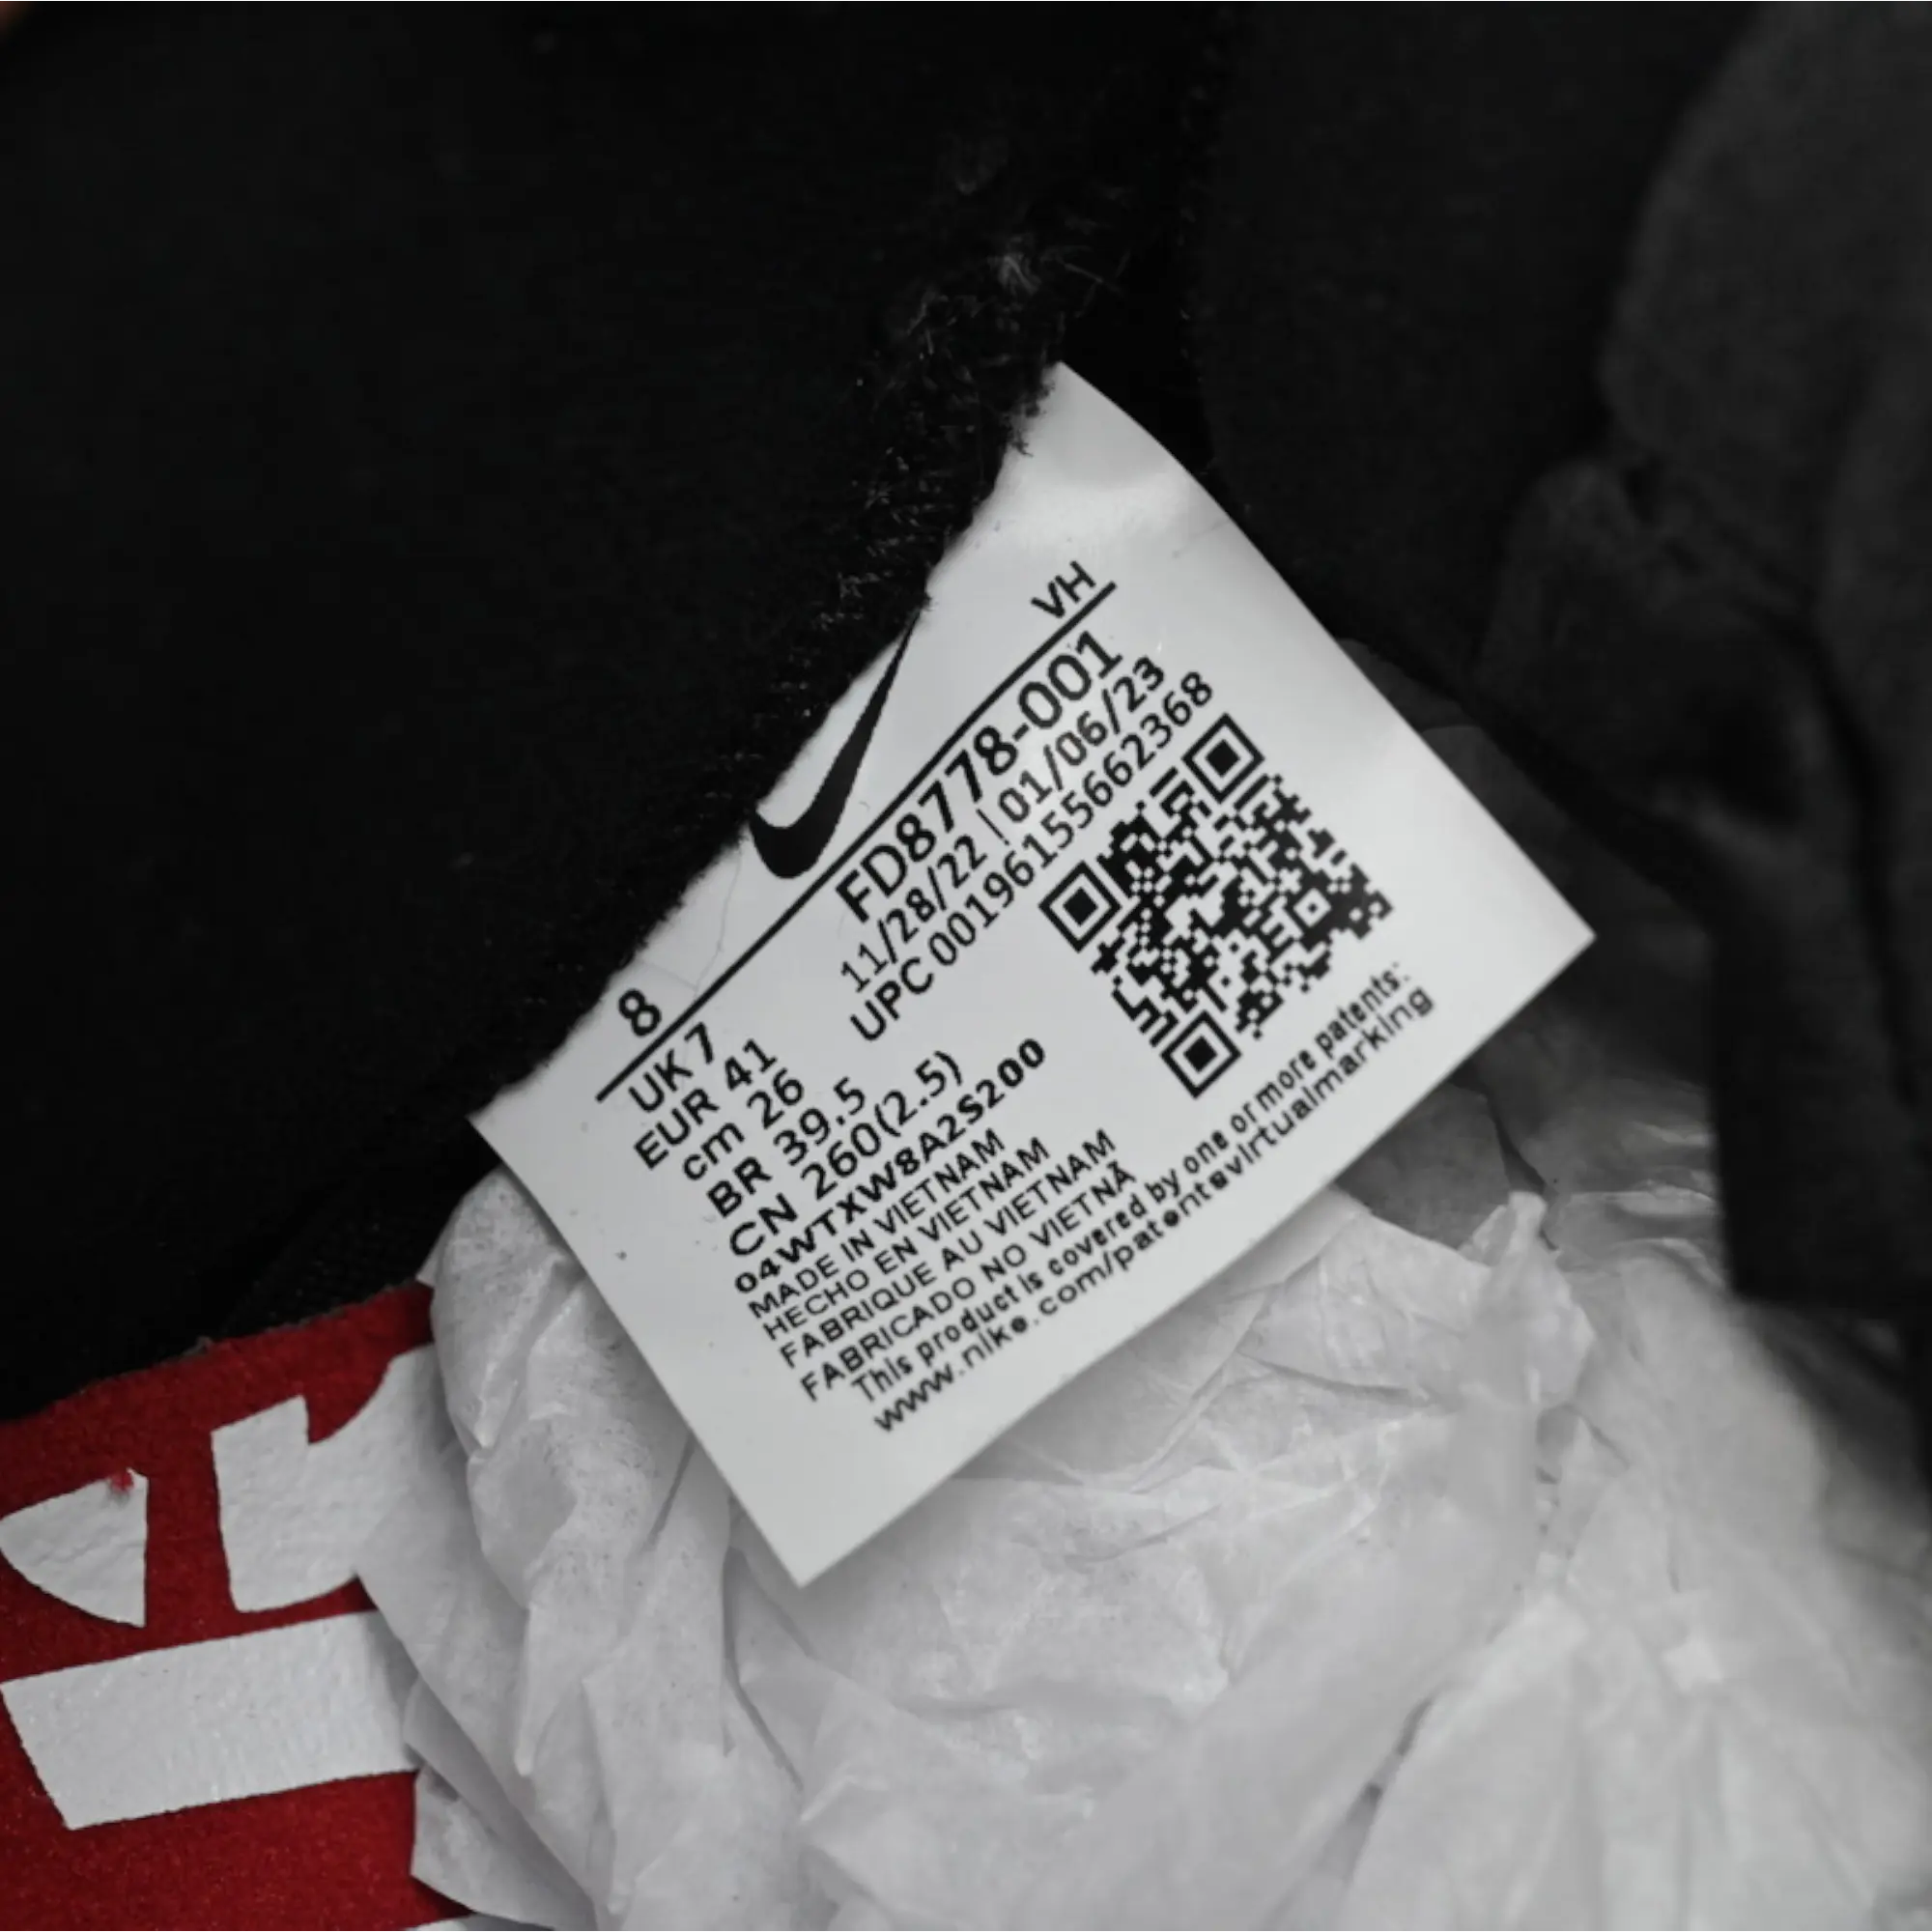 8 VH
UK 7
EUR 41
cm 26
BR 39.5
CN 260(2.5)
FD8778-001
11/28/22 | 01/06/23
UPC 00196155662368
04WTXW8A2S200
MADE IN VIETNAM
HECHO EN VIETNAM
FABRIQUE AU VIETNAM
FABRICADO NO VIETNÃ
This product is covered by one or more patents:
www.nike.com/patentsvirtualmarking